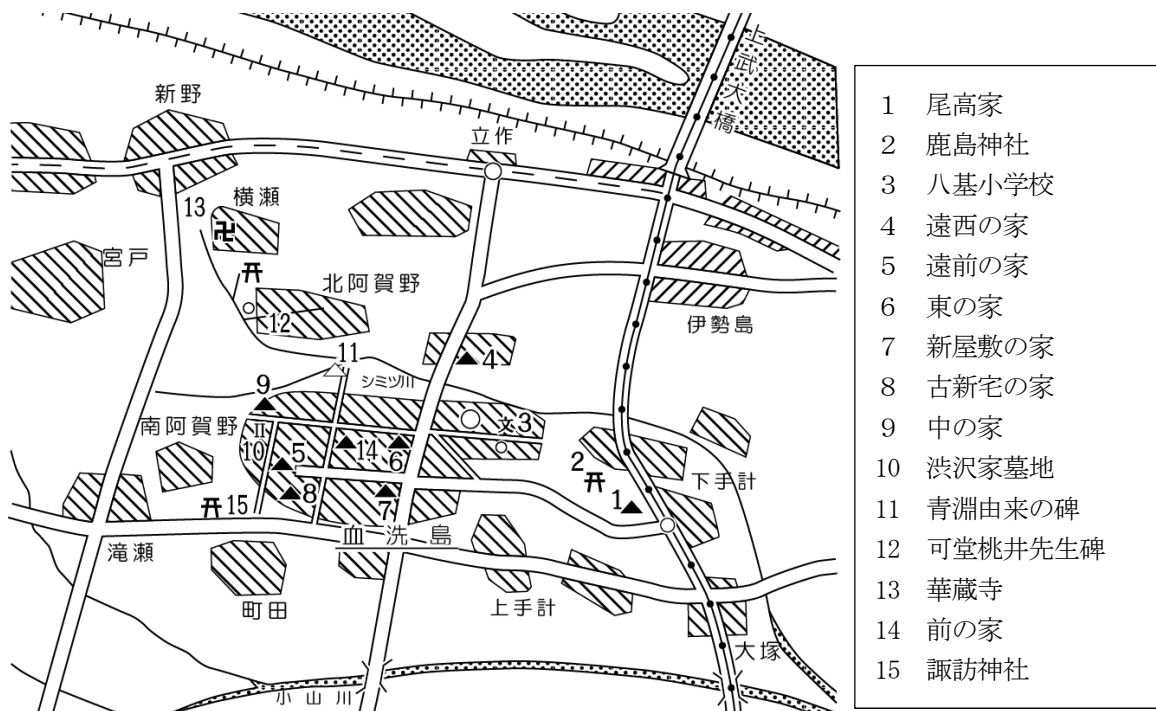 上武大橋
新野
立作
横瀬
13
卍
宮戸
北阿賀野
12
伊勢島
11
4
シミツ川
9
南阿賀野
10
文3
5
14
6
2
下手計
8
7
1
15
血洗島
滝瀬
町田
上手計
大塚
小山川
1 尾高家
2 鹿島神社
3 八基小学校
4 遠西の家
5 遠前の家
6 東の家
7 新屋敷の家
8 古新宅の家
9 中の家
10 渋沢家墓地
11 青淵由来の碑
12 可堂桃井先生碑
13 華蔵寺
14 前の家
15 諏訪神社